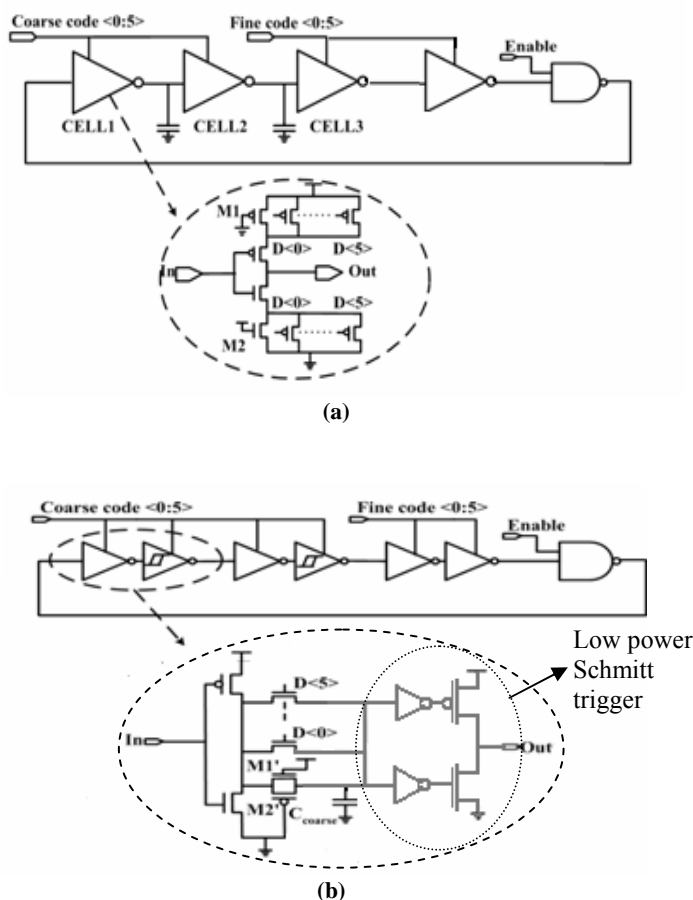 Coarse code <0:5>
Fine code <0:5>
Enable
CELL1
CELL2
CELL3
M1
D<0>
D<5>
In
Out
D<0>
D<5>
M2
(a)
Coarse code <0:5>
Fine code <0:5>
Enable
Low power
Schmitt
trigger
D<5>
In
D<0>
M1'
Out
M2'
Ccoarse
(b)